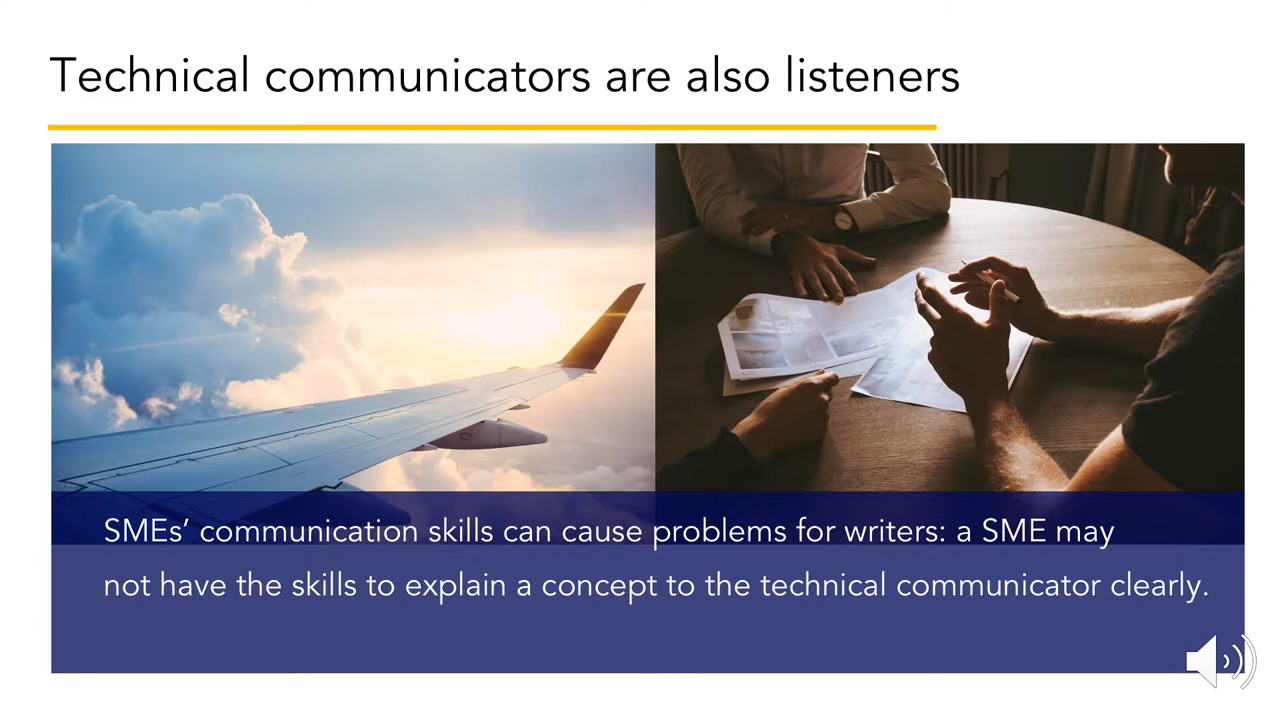 Technical communicators are also listeners
SMEs’ communication skills can cause problems for writers: a SME may
not have the skills to explain a concept to the technical communicator clearly.